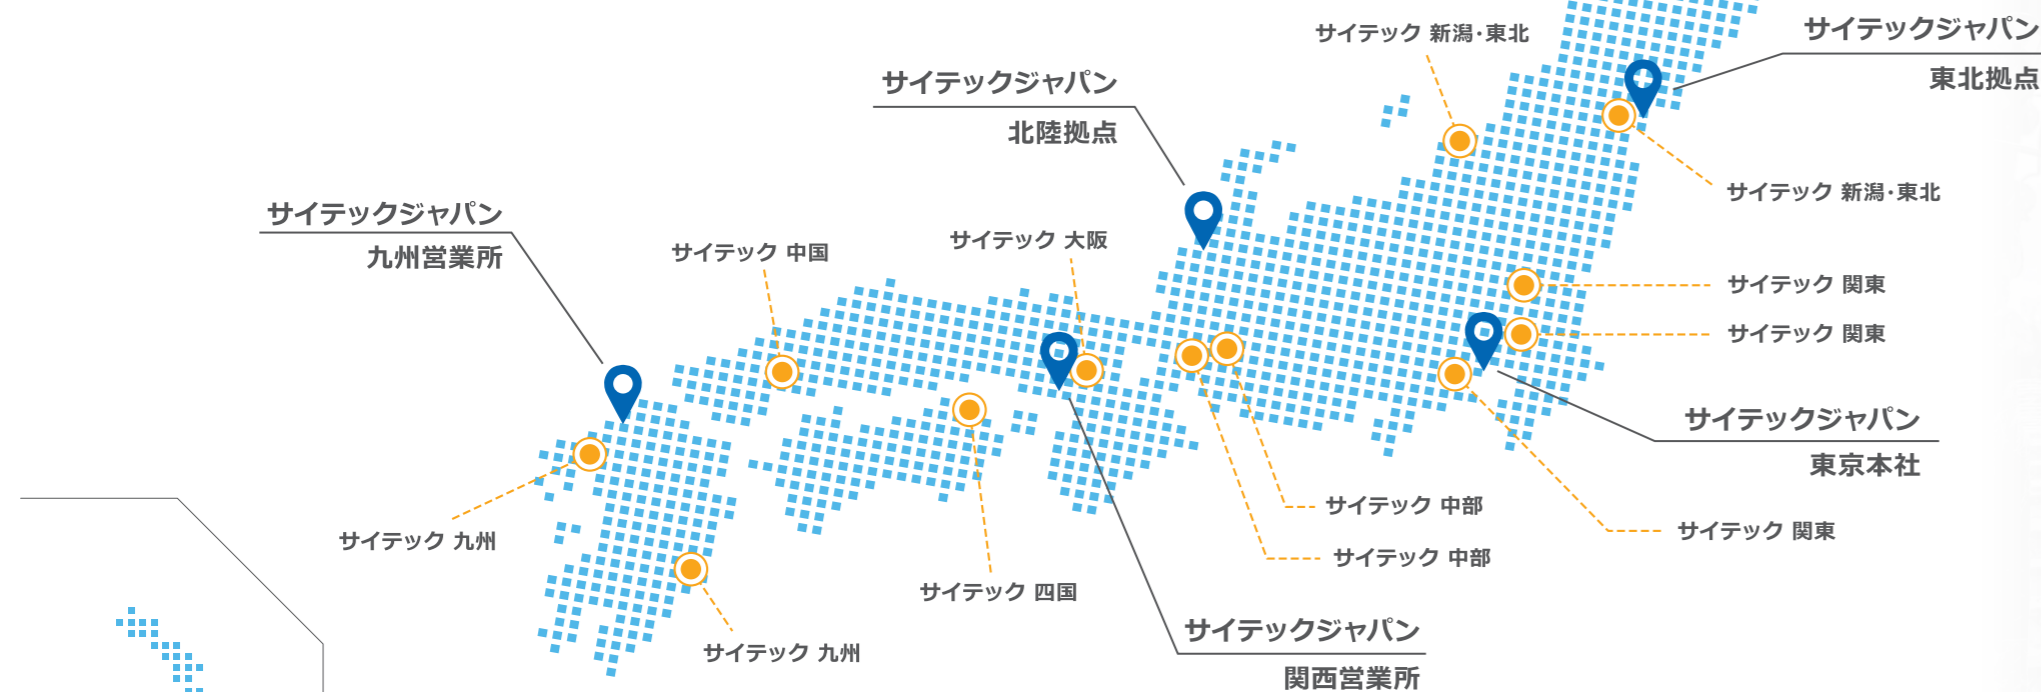 サイテックジャパン
東北拠点
サイテック 新潟・東北
サイテックジャパン
北陸拠点
サイテック 新潟・東北
サイテックジャパン
九州営業所
サイテック 中国
サイテック 大阪
サイテック 関東
サイテック 関東
サイテックジャパン
東京本社
サイテック 中部
サイテック 関東
サイテック 九州
サイテック 中部
サイテック 四国
サイテックジャパン
関西営業所
サイテック 九州